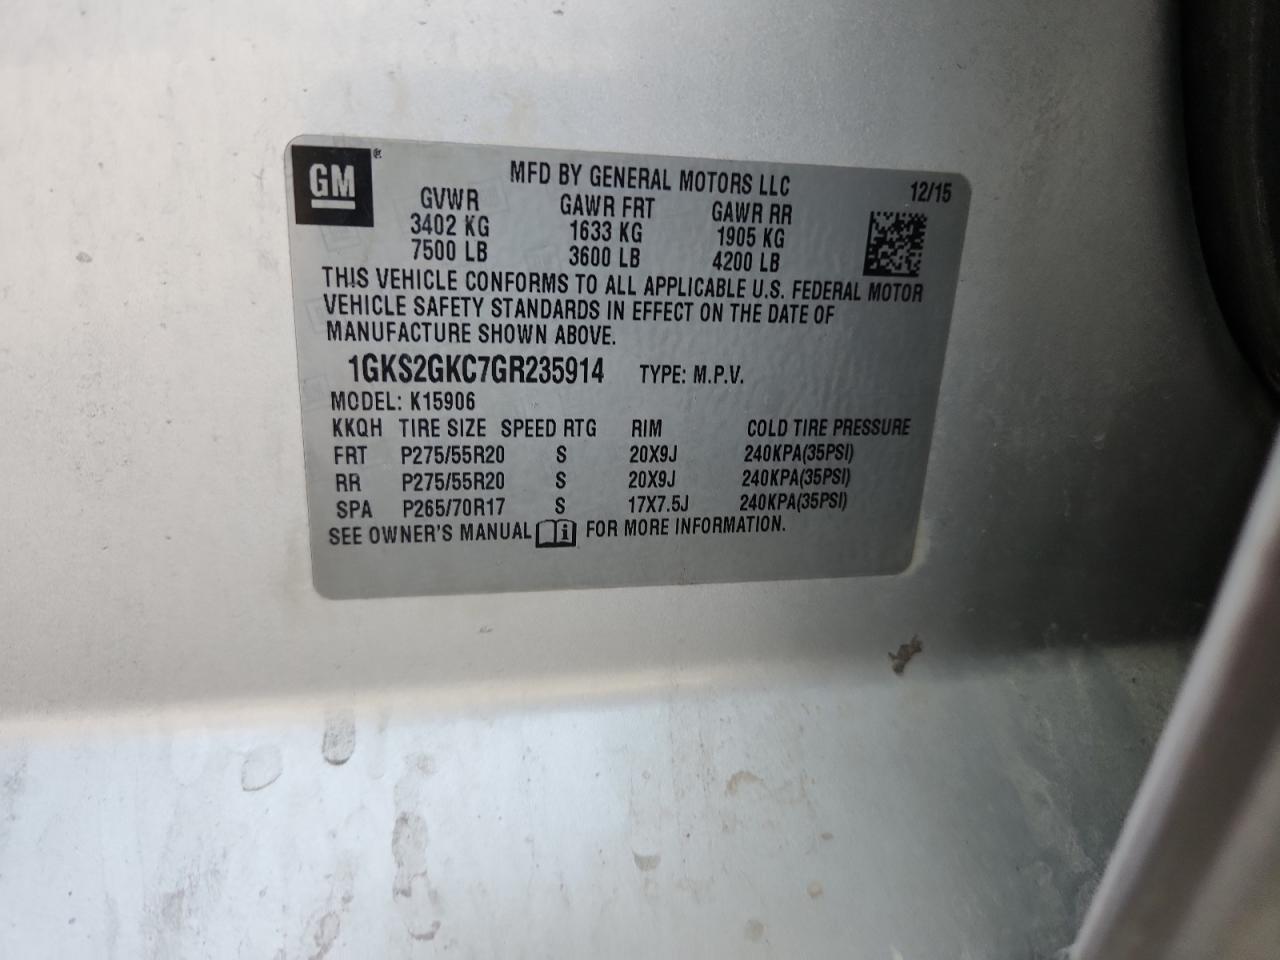 GM®
MFD BY GENERAL MOTORS LLC 12/15
GVWR GAWR FRT GAWR RR
3402 KG 1633 KG 1905 KG
7500 LB 3600 LB 4200 LB
THIS VEHICLE CONFORMS TO ALL APPLICABLE U.S. FEDERAL MOTOR
VEHICLE SAFETY STANDARDS IN EFFECT ON THE DATE OF
MANUFACTURE SHOWN ABOVE.
1GKS2GKC7GR235914 TYPE: M.P.V.
MODEL: K15906
KKQH TIRE SIZE SPEED RTG RIM COLD TIRE PRESSURE
FRT P275/55R20 S 20X9J 240KPA(35PSI)
RR P275/55R20 S 20X9J 240KPA(35PSI)
SPA P265/70R17 S 17X7.5J 240KPA(35PSI)
SEE OWNER'S MANUAL i FOR MORE INFORMATION.